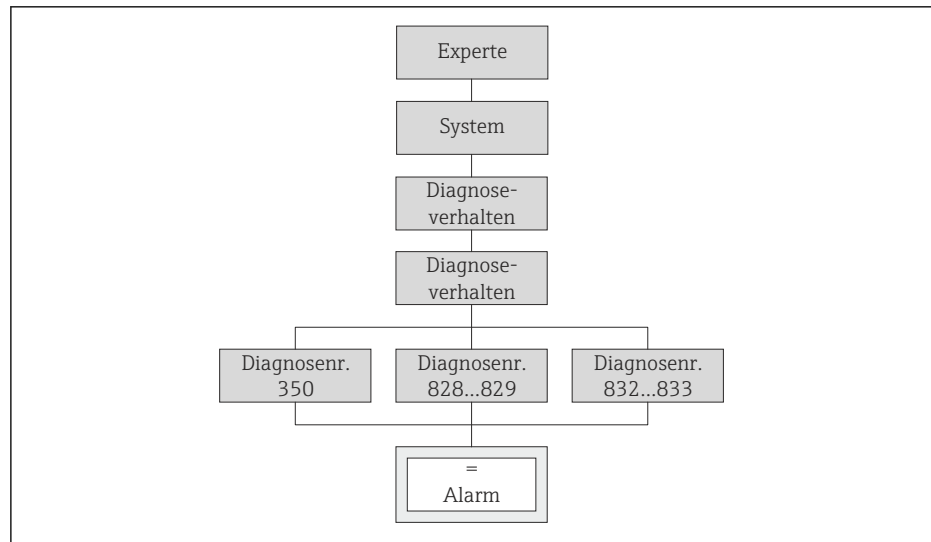 Experte
System
Diagnose-
verhalten
Diagnose-
verhalten
Diagnosenr.
350
Diagnosenr.
828...829
Diagnosenr.
832...833
=
Alarm